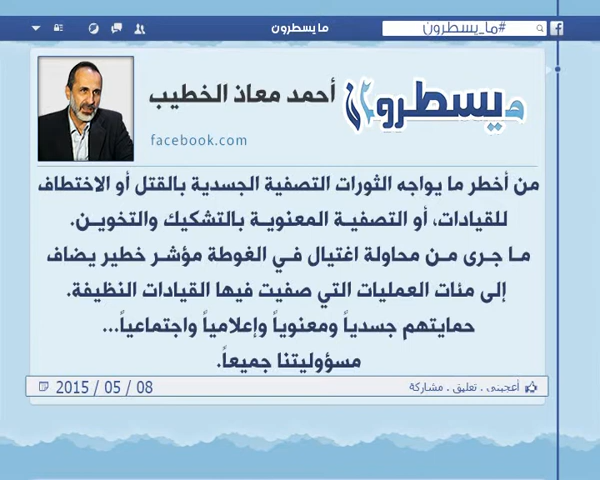 ما يسطرون
#ما_يسطرون
ما يسطرون
أحمد معاذ الخطيب
facebook.com
من أخطر ما يواجه الثورات التصفية الجسدية بالقتل أو الاختطاف
للقيادات، أو التصفية المعنوية بالتشكيك والتخوين.
ما جرى من محاولة اغتيال في الغوطة مؤشر خطير يضاف
إلى مئات العمليات التي صفيت فيها القيادات النظيفة.
حمايتهم جسدياً ومعنوياً وإعلامياً واجتماعياً...
مسؤوليتنا جميعاً.
أعجبني . تعليق . مشاركة
2015 / 05 / 08